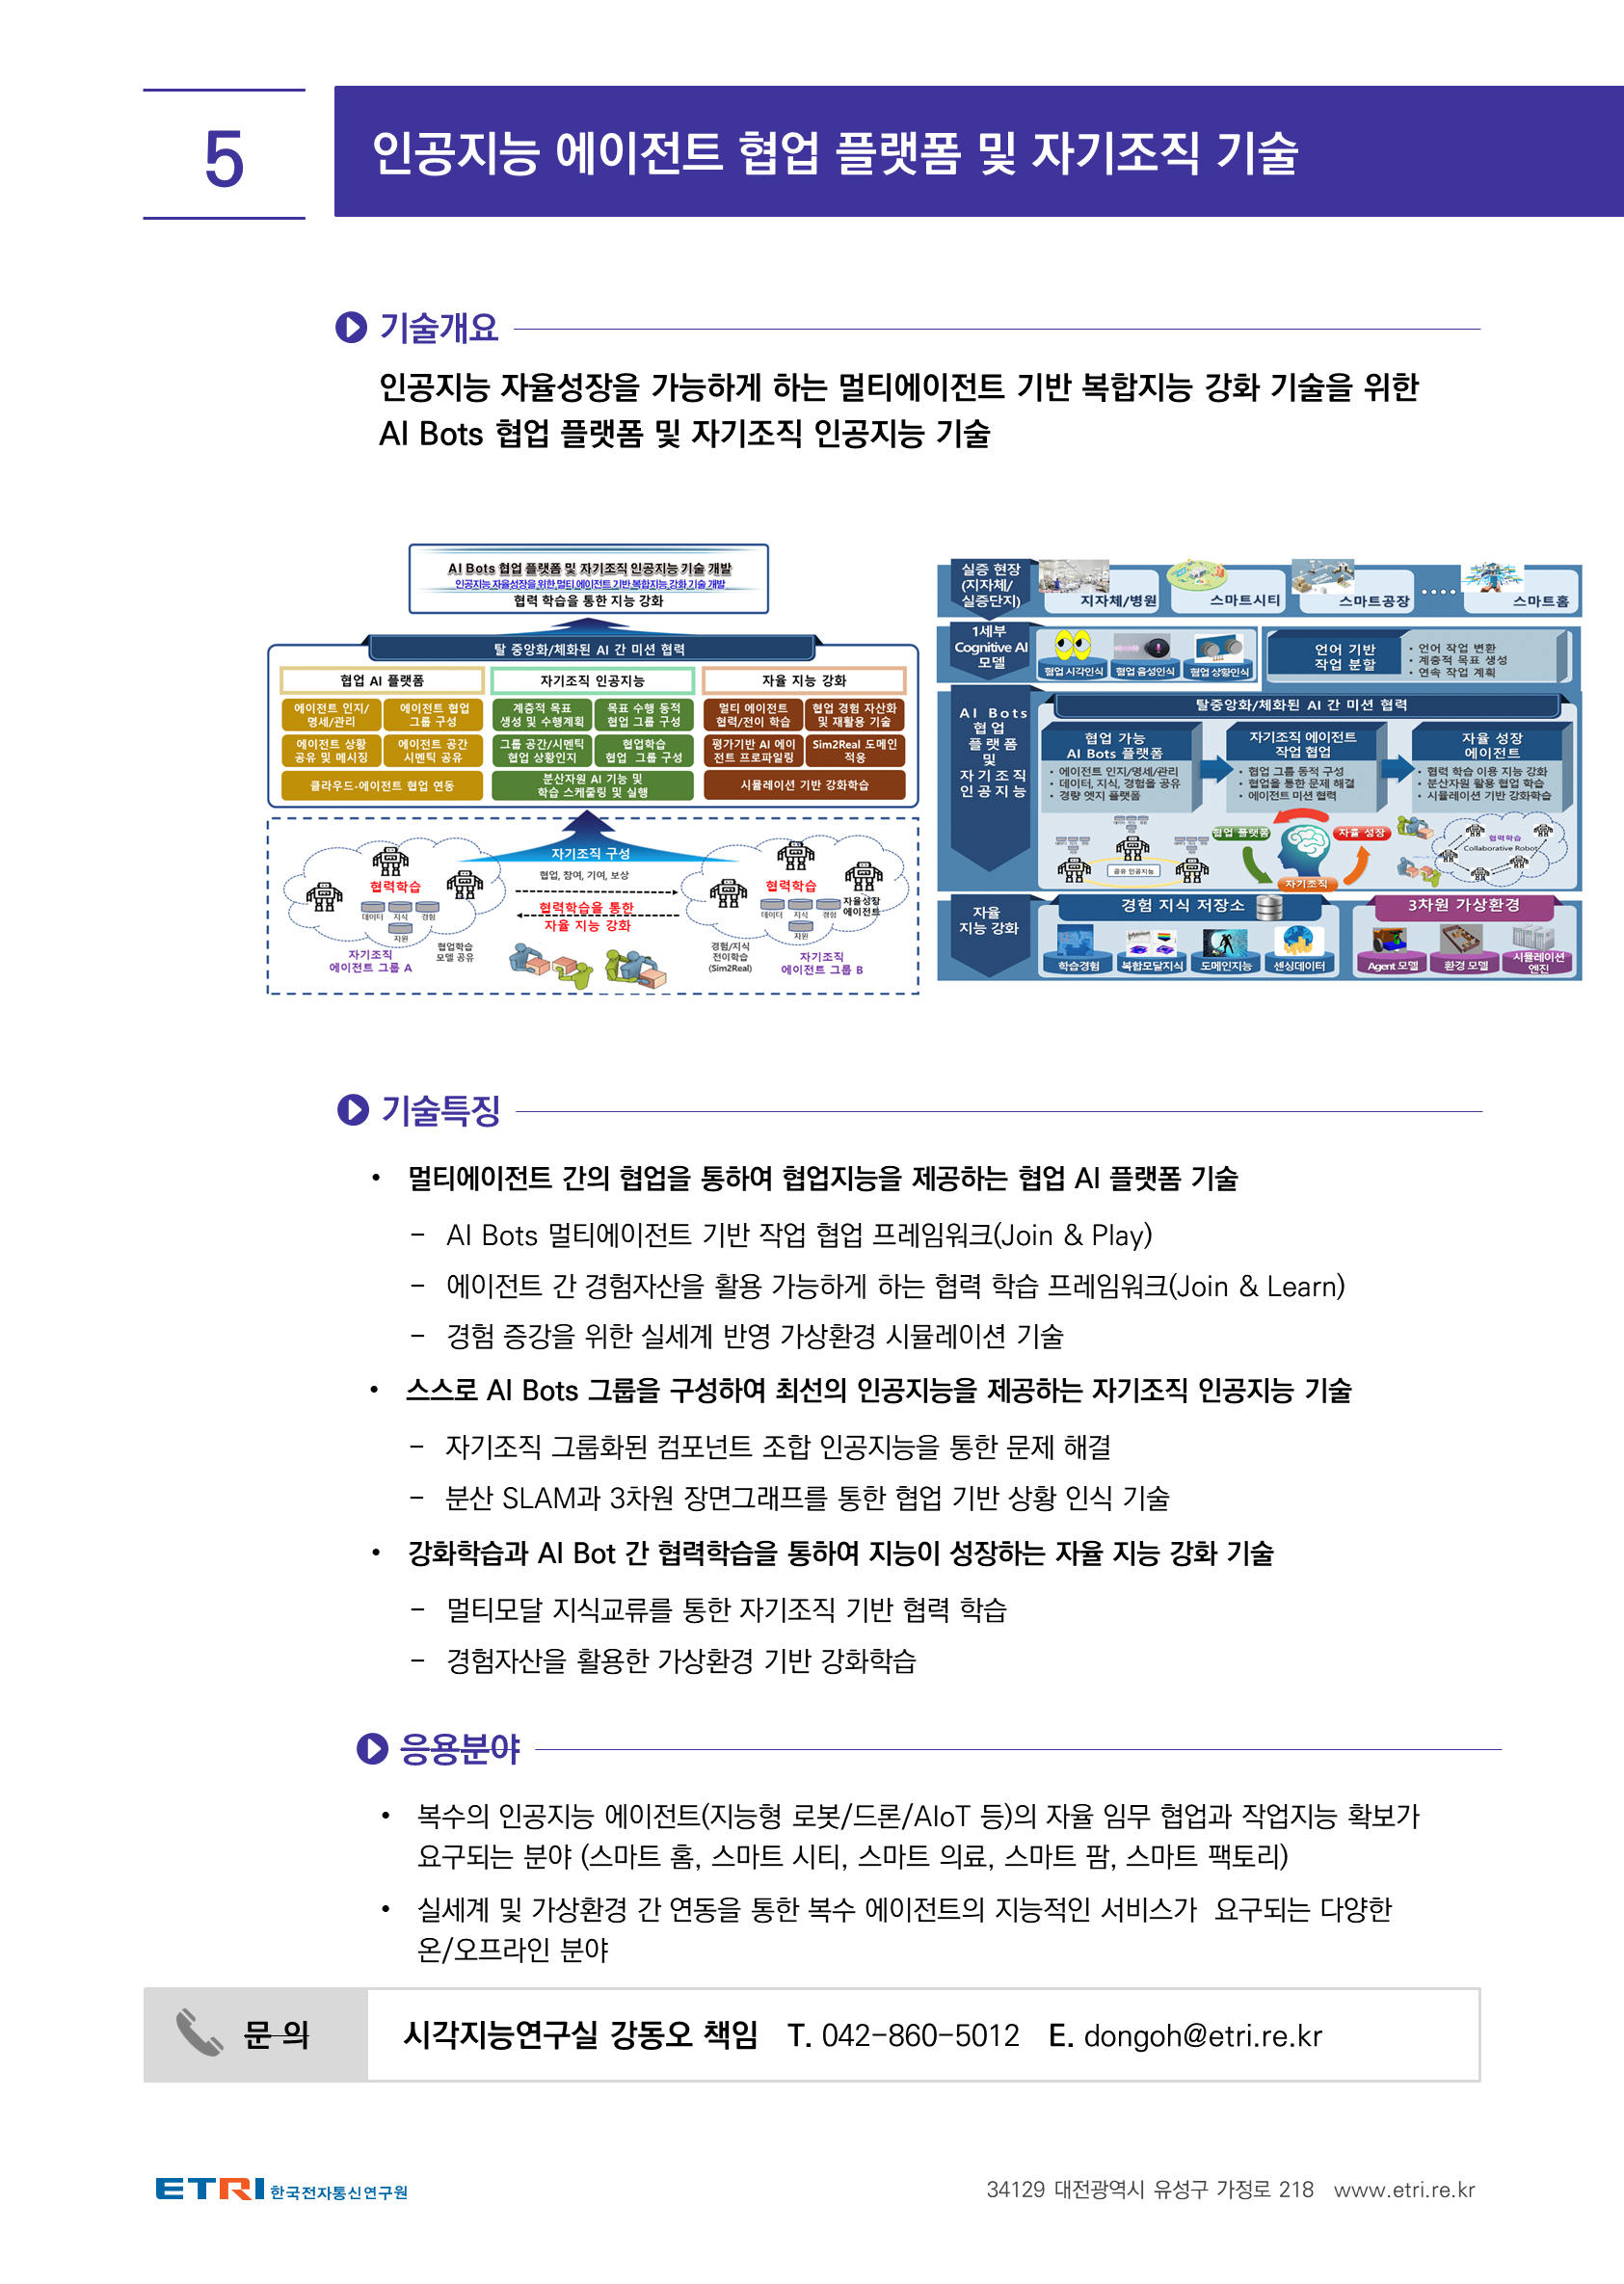 5
인공지능 에이전트 협업 플랫폼 및 자기조직 기술
기술개요
인공지능 자율성장을 가능하게 하는 멀티에이전트 기반 복합지능 강화 기술을 위한
AI Bots 협업 플랫폼 및 자기조직 인공지능 기술
AI Bots 협업 플랫폼 및 자기조직 인공지능 기술 개발
인공지능 자율성장을 위한 멀티 에이전트 기반 복합지능 강화 기술 개발
협력 학습을 통한 지능 강화
탈 중앙화/체화된 AI 간 미션 협력
협업 AI 플랫폼
에이전트 인지/
명세/관리
에이전트 협업
그룹 구성
에이전트 상황
공유 및 메시징
에이전트 공간
시멘틱 공유
클라우드-에이전트 협업 연동
자기조직 인공지능
계층적 목표
생성 및 수행계획
목표 수행 동적
협업 그룹 구성
그룹 공간/시멘틱
협업 상황인지
협업학습
협업 그룹 구성
분산자원 AI 기능 및
학습 스케줄링 및 실행
자율 지능 강화
멀티 에이전트
협력/전이 학습
협업 경험 자산화
및 재활용 기술
평가기반 AI 에이
전트 프로파일링
Sim2Real 도메인
적응
시뮬레이션 기반 강화학습
자기조직 구성
협업, 참여, 기여, 보상
협력학습을 통한
자율 지능 강화
협력학습
데이터 지식 경험
자원
자기조직
에이전트 그룹 A
협업학습
모델 공유
협력학습
데이터 지식 경험
자원
자율성장
에이전트
경험/지식
전이학습
(Sim2Real)
자기조직
에이전트 그룹 B
실증 현장
(지자체/
실증단지)
지자체/병원
스마트시티
스마트공장
스마트홈
1세부
Cognitive AI
모델
협업 시각인식
협업 음성인식
협업 상황인식
언어 기반
작업 분할
• 언어 작업 변환
• 계층적 목표 생성
• 연속 작업 계획
AI Bots
협업
플랫폼
및
자기조직
인공지능
탈중앙화/체화된 AI 간 미션 협력
협업 가능
AI Bots 플랫폼
• 에이전트 인지/명세/관리
• 데이터, 지식, 경험을 공유
• 경량 엣지 플랫폼
자기조직 에이전트
작업 협업
• 협업 그룹 동적 구성
• 협업을 통한 문제 해결
• 에이전트 미션 협력
자율 성장
에이전트
• 협력 학습 이용 지능 강화
• 분산자원 활용 협업 학습
• 시뮬레이션 기반 강화학습
공유 인공지능
협업 플랫폼
자율 성장
자기조직
협력학습
Collaborative Robot
자율
지능 강화
경험 지식 저장소
학습경험
복합모달지식
도메인지능
센싱데이터
3차원 가상환경
Agent 모델
환경 모델
시뮬레이션
엔진
기술특징
• 멀티에이전트 간의 협업을 통하여 협업지능을 제공하는 협업 AI 플랫폼 기술
– AI Bots 멀티에이전트 기반 작업 협업 프레임워크(Join & Play)
– 에이전트 간 경험자산을 활용 가능하게 하는 협력 학습 프레임워크(Join & Learn)
– 경험 증강을 위한 실세계 반영 가상환경 시뮬레이션 기술
• 스스로 AI Bots 그룹을 구성하여 최선의 인공지능을 제공하는 자기조직 인공지능 기술
– 자기조직 그룹화된 컴포넌트 조합 인공지능을 통한 문제 해결
– 분산 SLAM과 3차원 장면그래프를 통한 협업 기반 상황 인식 기술
• 강화학습과 AI Bot 간 협력학습을 통하여 지능이 성장하는 자율 지능 강화 기술
– 멀티모달 지식교류를 통한 자기조직 기반 협력 학습
– 경험자산을 활용한 가상환경 기반 강화학습
응용분야
• 복수의 인공지능 에이전트(지능형 로봇/드론/AIoT 등)의 자율 임무 협업과 작업지능 확보가
요구되는 분야 (스마트 홈, 스마트 시티, 스마트 의료, 스마트 팜, 스마트 팩토리)
• 실세계 및 가상환경 간 연동을 통한 복수 에이전트의 지능적인 서비스가 요구되는 다양한
온/오프라인 분야
문 의
시각지능연구실 강동오 책임 T. 042-860-5012 E. dongoh@etri.re.kr
ETRI 한국전자통신연구원
34129 대전광역시 유성구 가정로 218 www.etri.re.kr